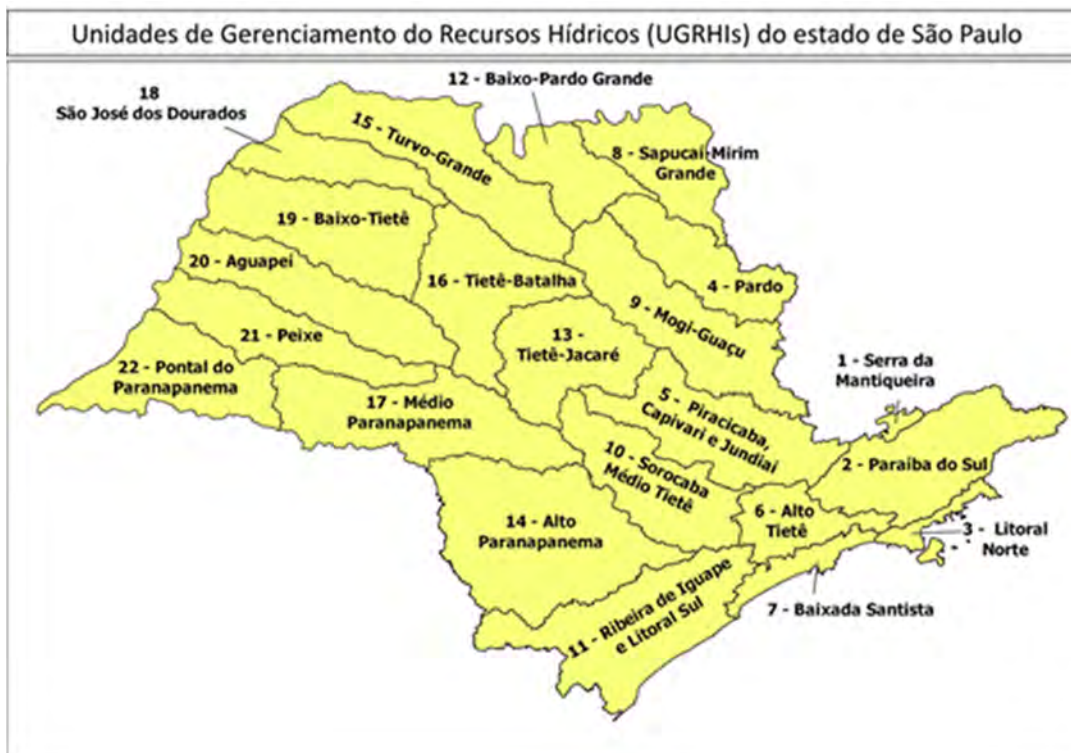 Unidades de Gerenciamento do Recursos Hídricos (UGRHIs) do estado de São Paulo
12 - Baixo-Pardo Grande
18
São José dos Dourados
15 - Turvo-Grande
8 - Sapucaí-Mirim
Grande
19 - Baixo-Tietê
20 - Aguapeí
16 - Tietê-Batalha
4 - Pardo
9 - Mogi-Guaçu
21 - Peixe
13 -
Tietê-Jacaré
22 - Pontal do
Paranapanema
1 - Serra da
Mantiqueira
17 - Médio
Paranapanema
5 - Piracicaba,
Capivari e Jundiaí
10 - Sorocaba
Médio Tietê
2 - Paraíba do Sul
6 - Alto
Tietê
14 - Alto
Paranapanema
3 - Litoral
Norte
11 - Ribeira de Iguape
e Litoral Sul
7 - Baixada Santista